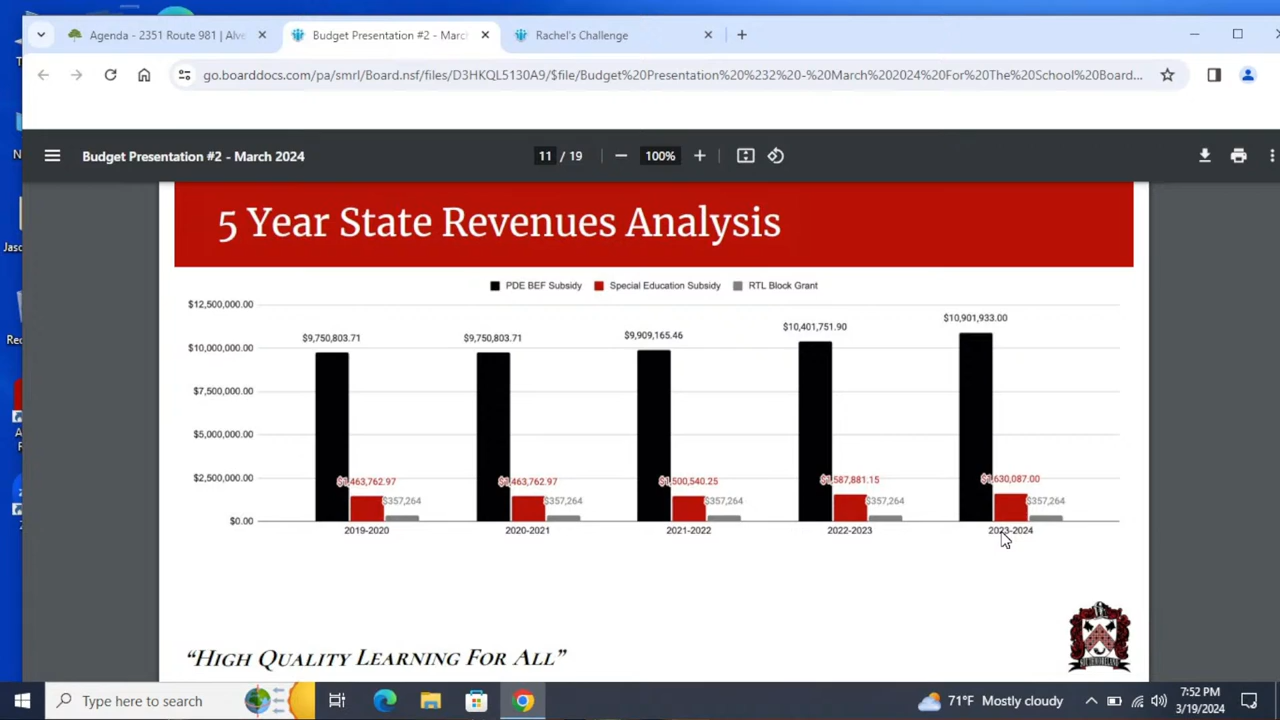 Agenda - 2351 Route 981 | Alve
Budget Presentation #2 - Marc
Rachel's Challenge
go.boarddocs.com/pa/smrl/Board.nsf/files/D3HKQL5130A9/$file/Budget%20Presentation%20%232%20-%20March%202024%20For%20The%20School%20Board...
Budget Presentation #2 - March 2024
11 / 19
100%
5 Year State Revenues Analysis
PDE BEF Subsidy
Special Education Subsidy
RTL Block Grant
$12,500,000.00
$10,000,000.00
$7,500,000.00
$5,000,000.00
$2,500,000.00
$0.00
$9,750,803.71
$9,750,803.71
$9,909,165.46
$10,401,751.90
$10,901,933.00
$1,463,762.97
$357,264
$1,463,762.97
$357,264
$1,500,540.25
$357,264
$1,587,881.15
$357,264
$1,630,087.00
$357,264
2019-2020
2020-2021
2021-2022
2022-2023
2023-2024
“HIGH QUALITY LEARNING FOR ALL”
Jasc
Rec
Type here to search
71°F Mostly cloudy
7:52 PM
3/19/2024